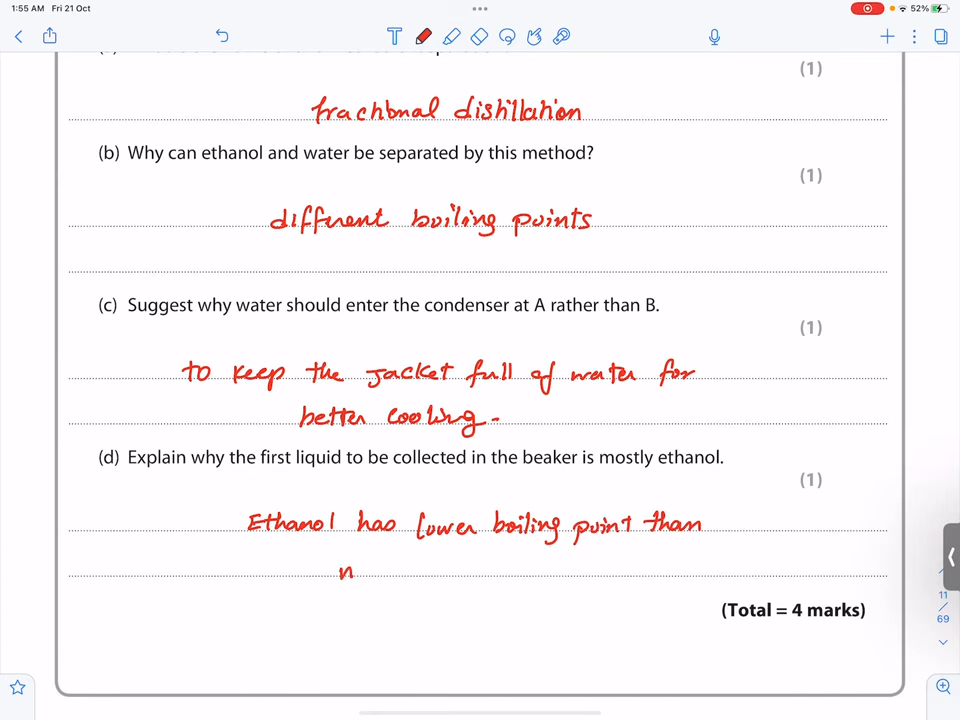 1:55 AM Fri 21 Oct
52%
(1)
fractional distillation
(b) Why can ethanol and water be separated by this method?
(1)
different boiling points
(c) Suggest why water should enter the condenser at A rather than B.
(1)
to keep the Jacket full of water for
better cooling.
(d) Explain why the first liquid to be collected in the beaker is mostly ethanol.
(1)
Ethanol has lower boiling point than
(Total = 4 marks)
11
/
69